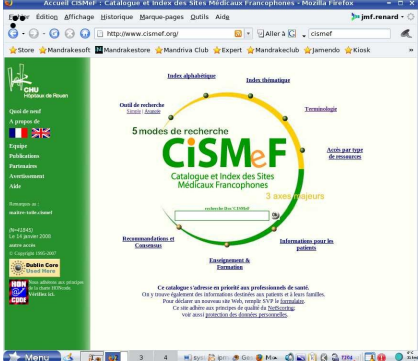 Accueil CISMeF : Catalogue et Index des Sites Médicaux Francophones - Mozilla Firefox
Édition Affichage Historique Marque-pages Outils Aide
jmf.renard
http://www.cismef.org/
Aller à
cismef
Store
Mandrakesoft
Mandrakestore
Mandriva Club
Expert
Mandrakeclub
Jamendo
Kiosk
CHU
Hôpitaux de Rouen
Quoi de neuf
A propos de
Equipe
Publications
Partenaires
Avertissement
Aide
Remarques au :
(N=41845)
Le 14 janvier 2008
autre accès
© Copyright 1995-2007
Dublin Core
Used Here
HON
CODE
Nous adhérons aux principes
de la charte HONcode.
Vérifiez ici.
Index alphabétique
Index thématique
Outil de recherche
Simple | Avancée
Terminologie
5 modes de recherche
CiSMeF
Catalogue et Index des Sites
Médicaux Francophones
Accès par type
de ressources
3 axes majeurs
recherche libre CISMeF
Recommandations et
Consensus
Informations pour les
patients
Enseignement &
Formation
Ce catalogue s'adresse en priorité aux professionnels de santé.
On y trouve également des informations destinées aux patients et à leurs familles.
Pour déclarer un nouveau site Web, remplir SVP le formulaire.
Ce site adhère aux principes de qualité du NetScoring
voir aussi protection des données personnelles.
Menu
3
4